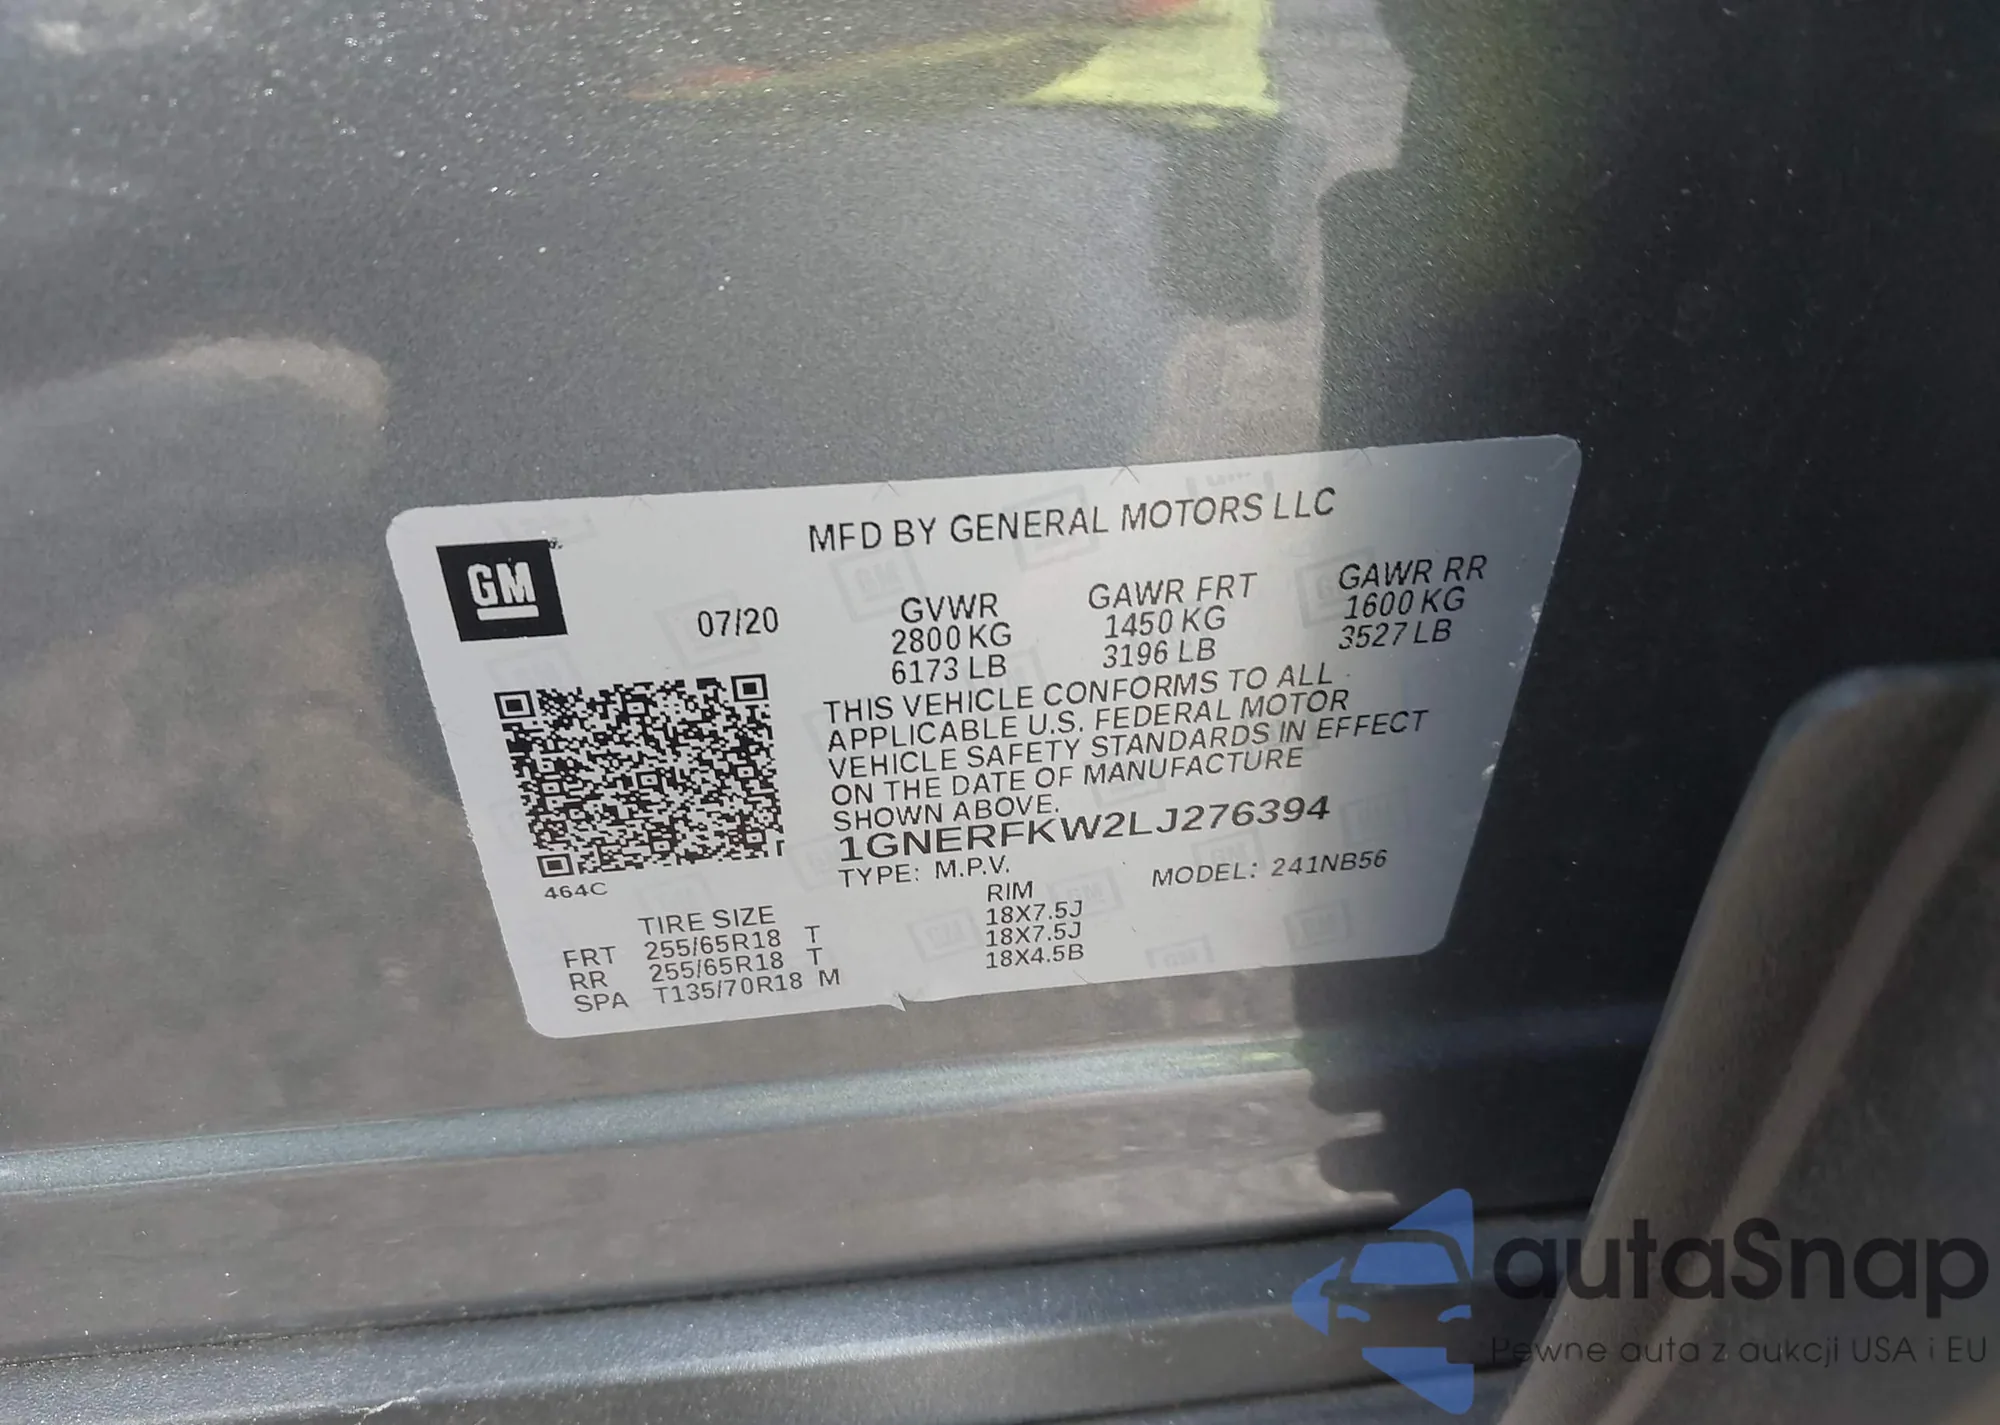 MFD BY GENERAL MOTORS LLC
GM
07/20
GVWR
2800 KG
6173 LB
GAWR FRT
1450 KG
3196 LB
GAWR RR
1600 KG
3527 LB
THIS VEHICLE CONFORMS TO ALL
APPLICABLE U.S. FEDERAL MOTOR
VEHICLE SAFETY STANDARDS IN EFFECT
ON THE DATE OF MANUFACTURE
SHOWN ABOVE.
1GNERFKW2LJ276394
TYPE: M.P.V.
MODEL: 241NB56
464C
TIRE SIZE RIM
FRT 255/65R18 T 18X7.5J
RR 255/65R18 T 18X7.5J
SPA T135/70R18 M 18X4.5B
autaSnap
Pewne auta z aukcji USA i EU